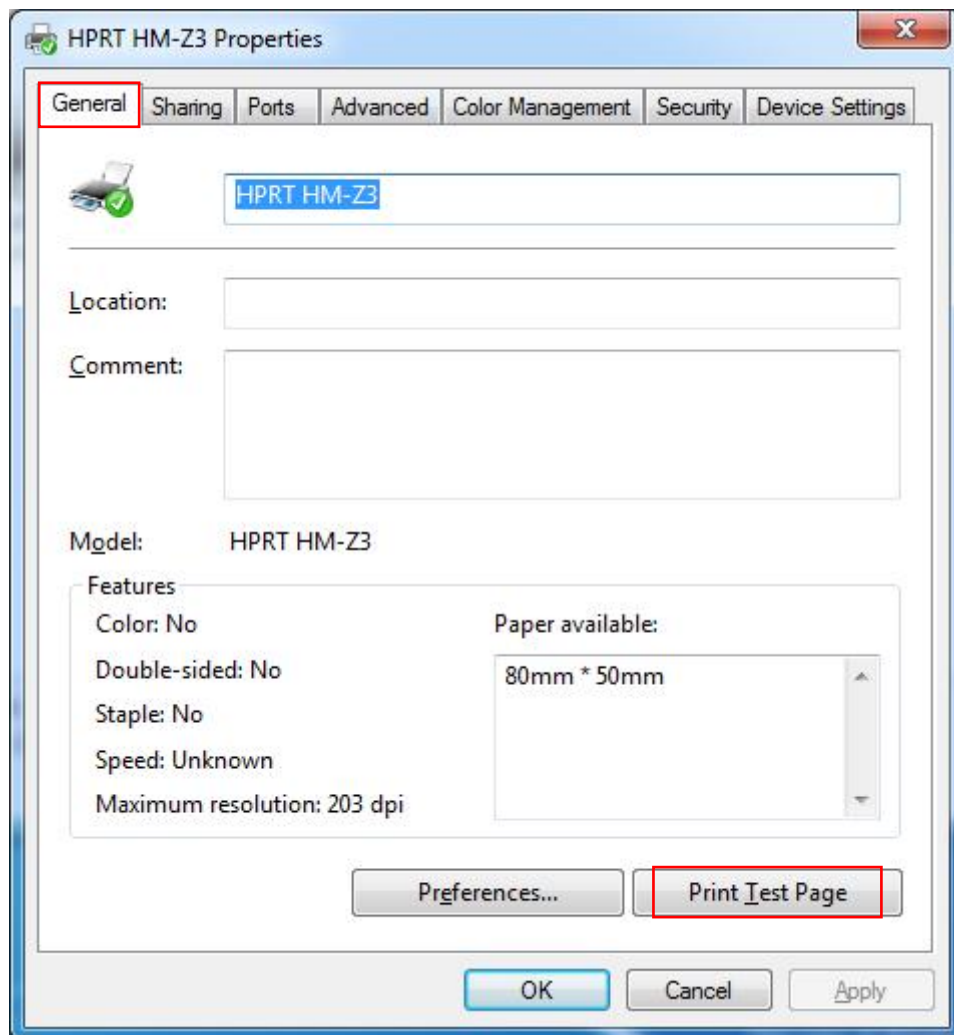 HPRT HM-Z3 Properties
General Sharing Ports Advanced Color Management Security Device Settings
HPRT HM-Z3
Location:
Comment:
Model: HPRT HM-Z3
Features
Color: No
Double-sided: No
Staple: No
Speed: Unknown
Maximum resolution: 203 dpi
Paper available:
80mm * 50mm
Preferences... Print Test Page
OK Cancel Apply